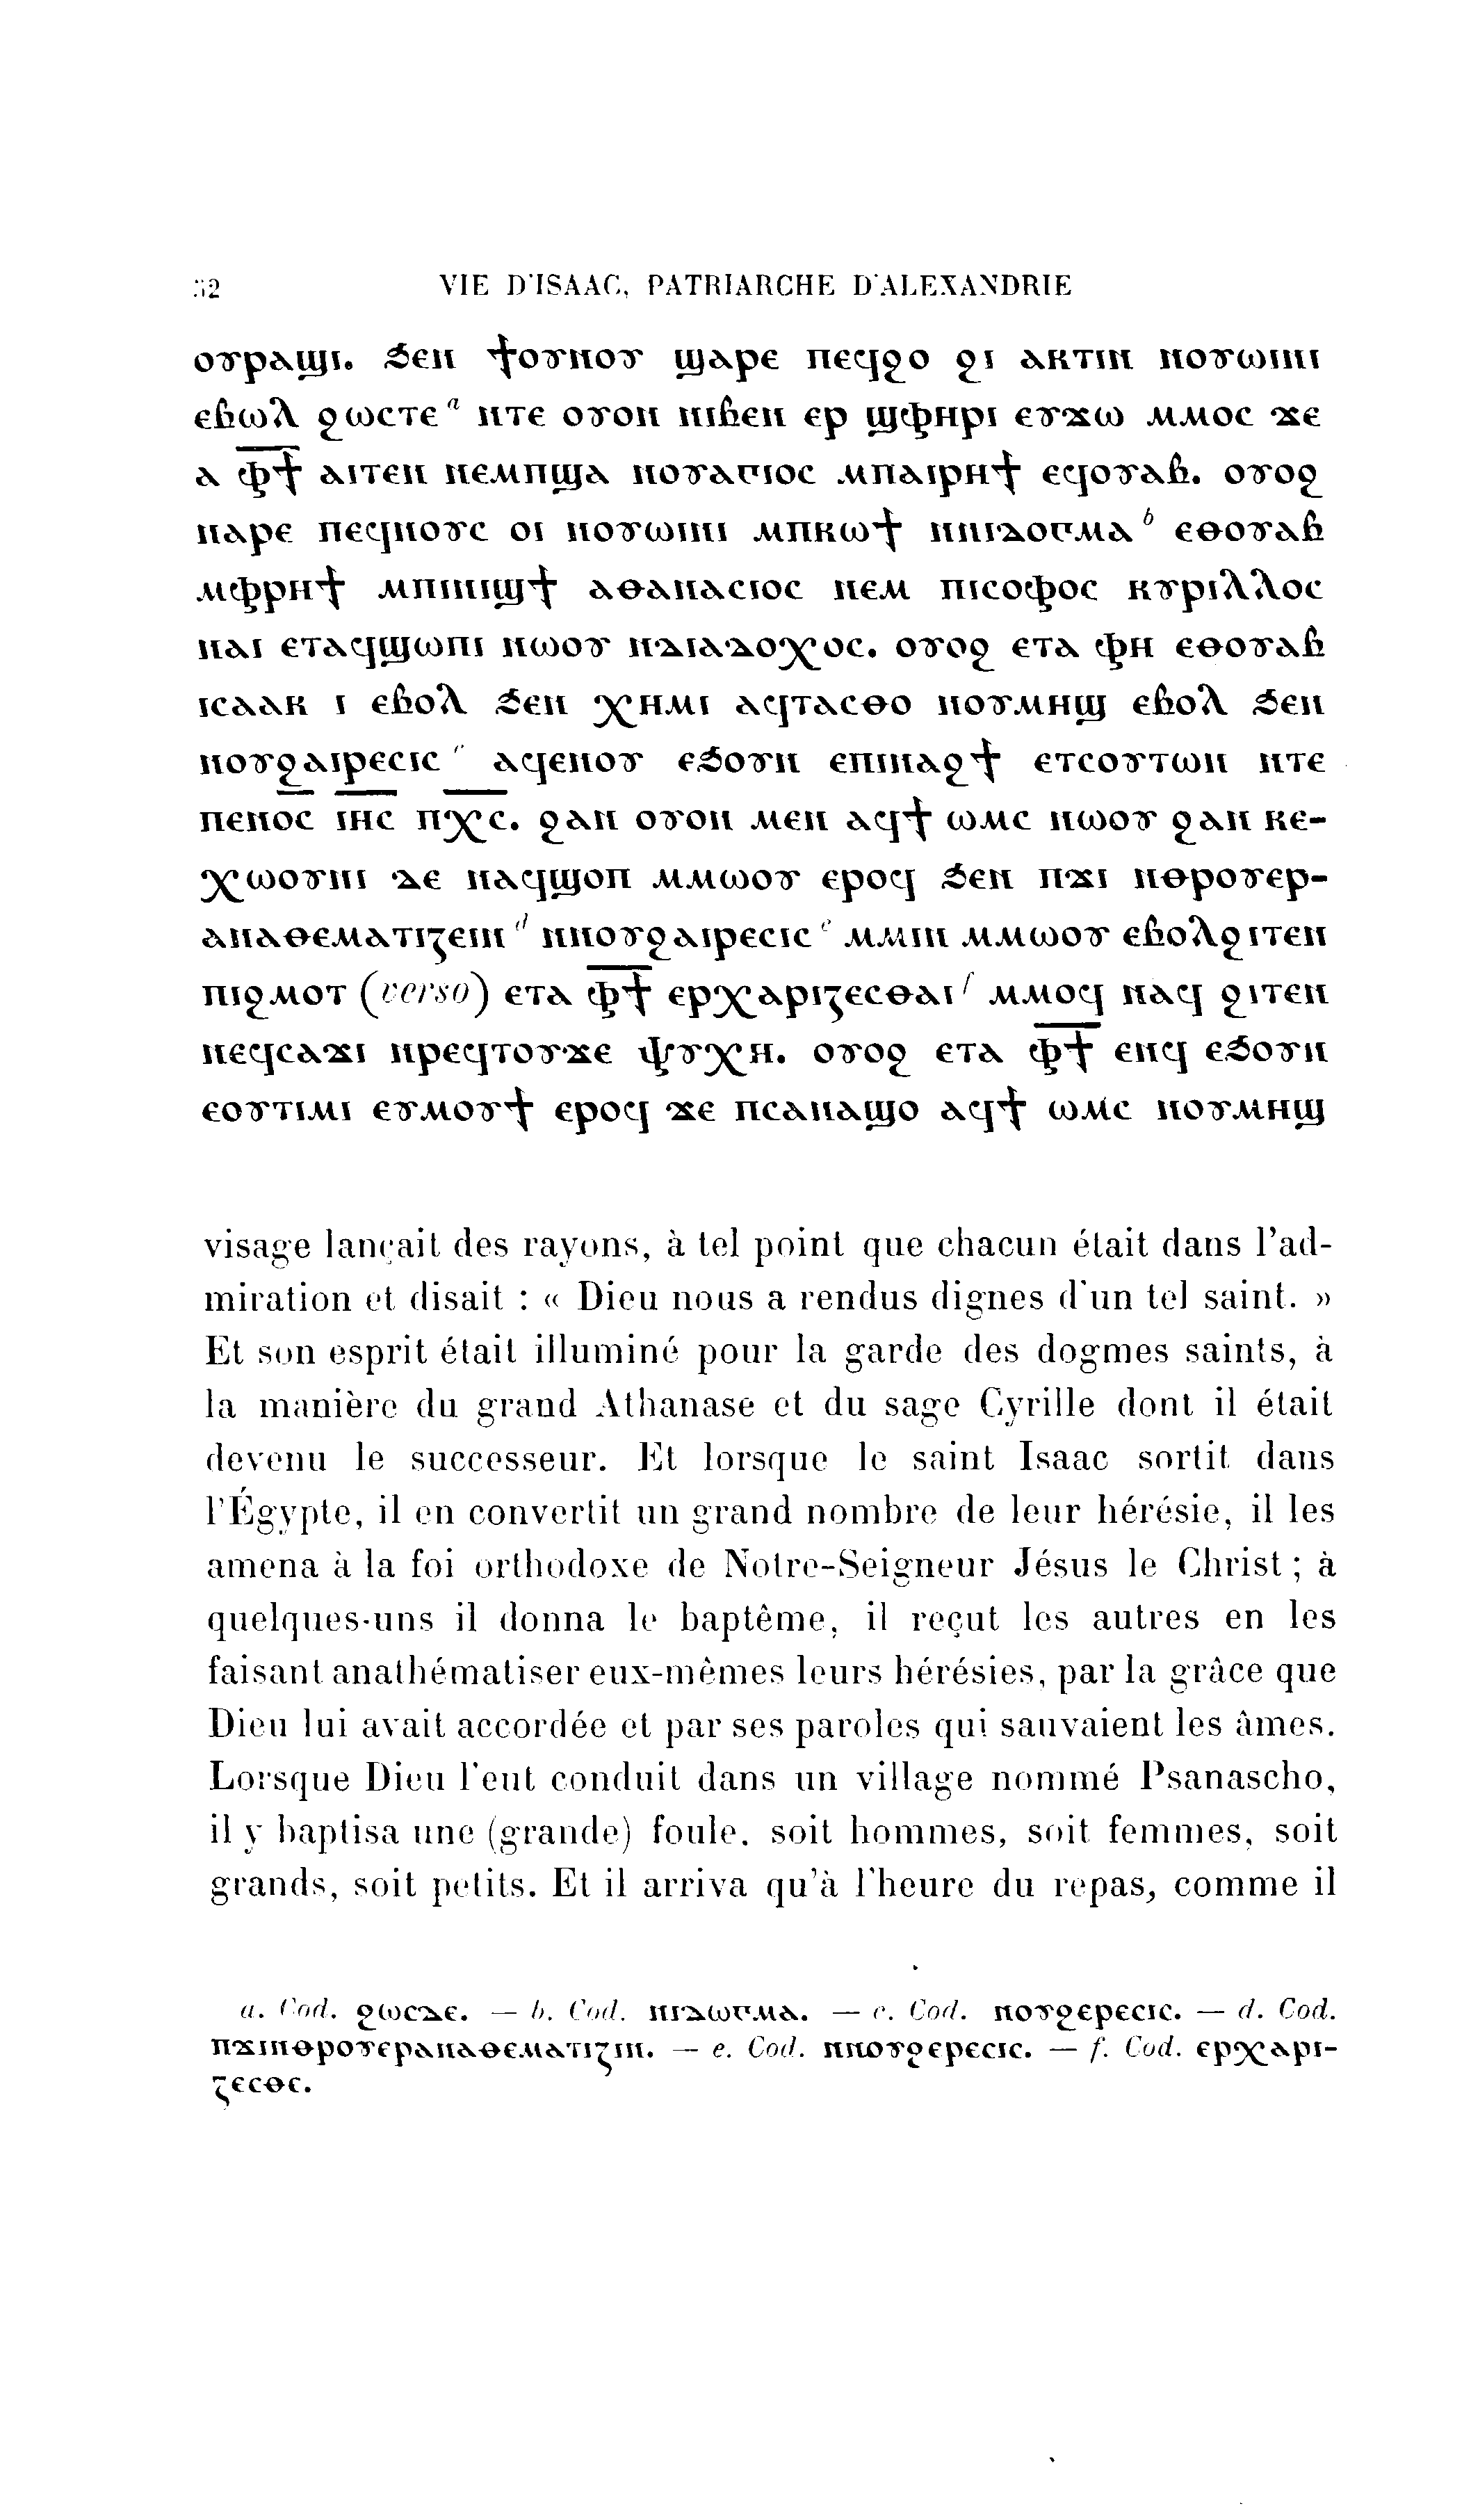 52 VIE D'ISAAC, PATRIARCHE D'ALEXANDRIE
ⲟⲩⲣⲁϣⲓ. ϧⲉⲛ ϯⲟⲩⲛⲟⲩ ϣⲁⲣⲉ ⲡⲉϥϩⲟ ϩⲓ ⲁⲕⲧⲓⲛ ⲛⲟⲩⲱⲓⲛⲓ
ⲉⲃⲱⲗ ϩⲱⲥⲧⲉ a ⲛⲧⲉ ⲟⲩⲟⲛ ⲛⲓⲃⲉⲛ ⲉⲣ ϣⲫⲏⲣⲓ ⲉⲩϫⲱ ⲙⲙⲟⲥ ϫⲉ
ⲁ ⲫ̅ϯ̅ ⲁⲓⲧⲉⲛ ⲛⲉⲙⲡϣⲁ ⲛⲟⲩⲁⲅⲓⲟⲥ ⲙⲡⲁⲓⲣⲏϯ ⲉϥⲟⲩⲁⲃ. ⲟⲩⲟϩ
ⲛⲁⲣⲉ ⲡⲉϥⲛⲟⲩⲥ ⲟⲓ ⲛⲟⲩⲱⲓⲛⲓ ⲙⲡⲕⲱϯ ⲛⲛⲓⲇⲟⲅⲙⲁ b ⲉⲑⲟⲩⲁⲃ
ⲙⲫⲣⲏϯ ⲙⲡⲓⲛⲓϣϯ ⲁⲑⲁⲛⲁⲥⲓⲟⲥ ⲛⲉⲙ ⲡⲓⲥⲟⲫⲟⲥ ⲕⲩⲣⲓⲗⲗⲟⲥ
ⲛⲁⲓ ⲉⲧⲁϥϣⲱⲡⲓ ⲛⲱⲟⲩ ⲛⲇⲓⲁⲇⲟⲭⲟⲥ. ⲟⲩⲟϩ ⲉⲧⲁ ⲫⲏ ⲉⲑⲟⲩⲁⲃ
ⲓⲥⲁⲁⲕ ⲓ ⲉⲃⲟⲗ ϧⲉⲛ ⲭⲏⲙⲓ ⲁϥⲧⲁⲥⲑⲟ ⲛⲟⲩⲙⲏϣ ⲉⲃⲟⲗ ϧⲉⲛ
ⲛⲟⲩϩⲁⲓⲣⲉⲥⲓⲥ c ⲁϥⲉⲛⲟⲩ ⲉϧⲟⲩⲛ ⲉⲡⲓⲛⲁϩϯ ⲉⲧⲥⲟⲩⲧⲱⲛ ⲛⲧⲉ
ⲡⲉⲛⲟ̅ⲥ̅ ⲓ̅ⲏ̅ⲥ̅ ⲡ̅ⲭ̅ⲥ̅. ϩⲁⲛ ⲟⲩⲟⲛ ⲙⲉⲛ ⲁϥϯ ⲱⲙⲥ ⲛⲱⲟⲩ ϩⲁⲛ ⲕⲉ-
ⲭⲱⲟⲩⲛⲓ ⲇⲉ ⲛⲁϥϣⲟⲡ ⲙⲙⲱⲟⲩ ⲉⲣⲟϥ ϧⲉⲛ ⲡϫⲓ ⲛⲑⲣⲟⲩⲉⲣ-
ⲁⲛⲁⲑⲉⲙⲁⲧⲓⲍⲉⲓⲛ d ⲛⲛⲟⲩϩⲁⲓⲣⲉⲥⲓⲥ e ⲙⲙⲓⲛ ⲙⲙⲱⲟⲩ ⲉⲃⲟⲗϩⲓⲧⲉⲛ
ⲡⲓϩⲙⲟⲧ (verso) ⲉⲧⲁ ⲫ̅ϯ̅ ⲉⲣⲭⲁⲣⲓⲍⲉⲥⲑⲁⲓ f ⲙⲙⲟϥ ⲛⲁϥ ϩⲓⲧⲉⲛ
ⲛⲉϥⲥⲁϫⲓ ⲛⲣⲉϥⲧⲟⲩϫⲉ ⲯⲩⲭⲏ. ⲟⲩⲟϩ ⲉⲧⲁ ⲫ̅ϯ̅ ⲉⲛϥ ⲉϧⲟⲩⲛ
ⲉⲟⲩⲧⲓⲙⲓ ⲉⲩⲙⲟⲩϯ ⲉⲣⲟϥ ϫⲉ ⲡⲥⲁⲛⲁϣⲟ ⲁϥϯ ⲱⲙⲥ ⲛⲟⲩⲙⲏϣ
visage lançait des rayons, à tel point que chacun était dans l'ad-
miration et disait : « Dieu nous a rendus dignes d'un tel saint. »
Et son esprit était illuminé pour la garde des dogmes saints, à
la manière du grand Athanase et du sage Cyrille dont il était
devenu le successeur. Et lorsque le saint Isaac sortit dans
l'Égypte, il en convertit un grand nombre de leur hérésie, il les
amena à la foi orthodoxe de Notre-Seigneur Jésus le Christ ; à
quelques-uns il donna le baptême, il reçut les autres en les
faisant anathématiser eux-mêmes leurs hérésies, par la grâce que
Dieu lui avait accordée et par ses paroles qui sauvaient les âmes.
Lorsque Dieu l'eut conduit dans un village nommé Psanascho,
il y baptisa une (grande) foule, soit hommes, soit femmes, soit
grands, soit petits. Et il arriva qu'à l'heure du repas, comme il
a. Cod. ϩⲱⲥⲇⲉ. — b. Cod. ⲛⲓⲇⲱⲅⲙⲁ. — c. Cod. ⲛⲟⲩϩⲉⲣⲉⲥⲓⲥ. — d. Cod.
ⲡϫⲓⲛⲑⲣⲟⲩⲉⲣⲁⲛⲁⲑⲉⲙⲁⲧⲓⲍⲓⲛ. — e. Cod. ⲛⲛⲟⲩϩⲉⲣⲉⲥⲓⲥ. — f. Cod. ⲉⲣⲭⲁⲣⲓ-
ⲍⲉⲥⲑⲉ.